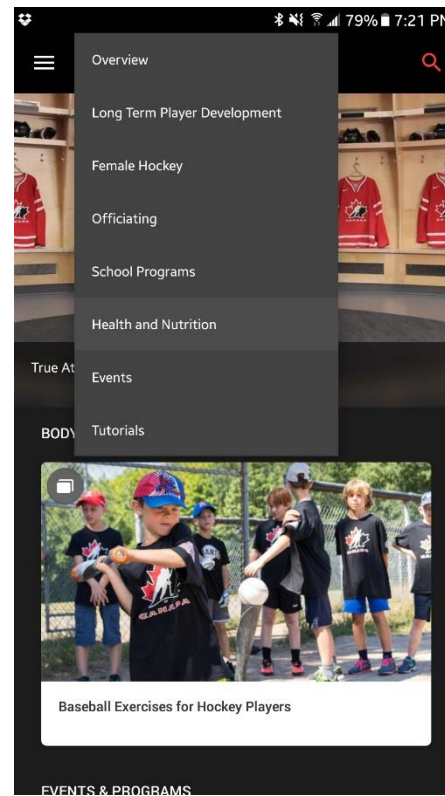 79% 7:21 PM
Overview
Long Term Player Development
Female Hockey
Officiating
School Programs
Health and Nutrition
Events
True At
Tutorials
BODY
CANADA
Baseball Exercises for Hockey Players
EVENTS & PROGRAMS